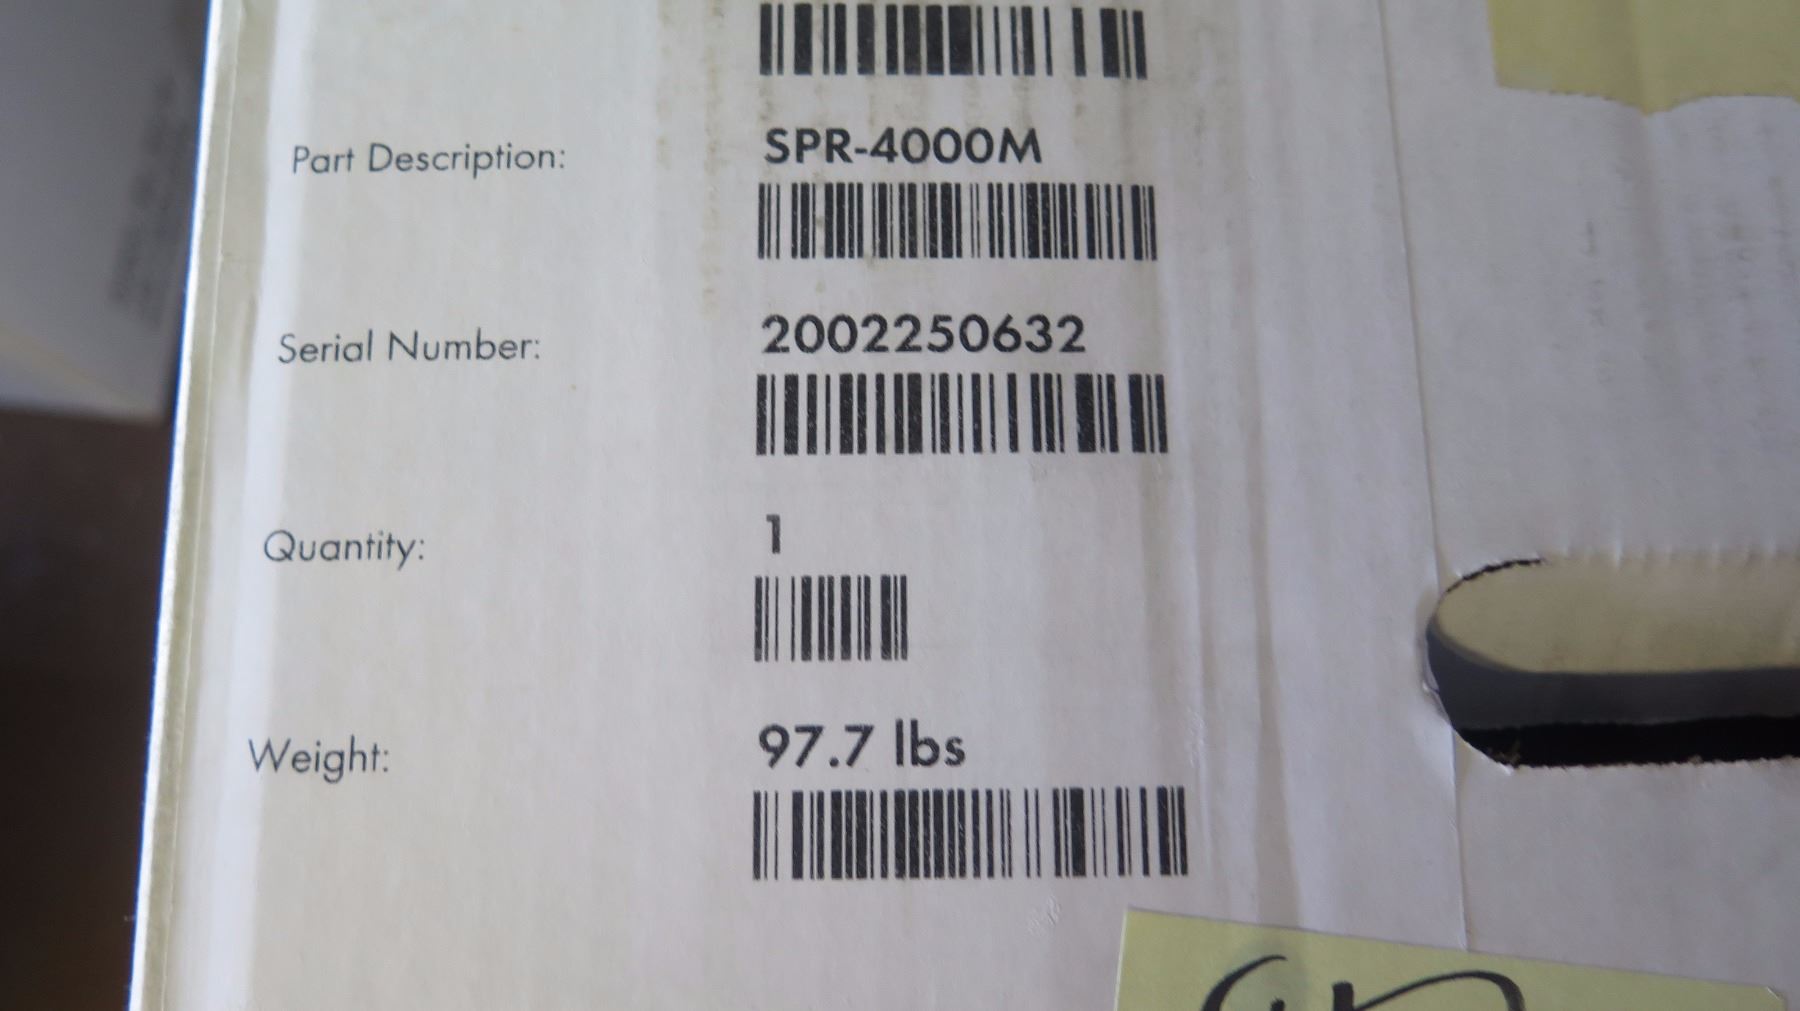 Part Description: SPR-4000M
Serial Number: 2002250632
Quantity: 1
Weight: 97.7 lbs